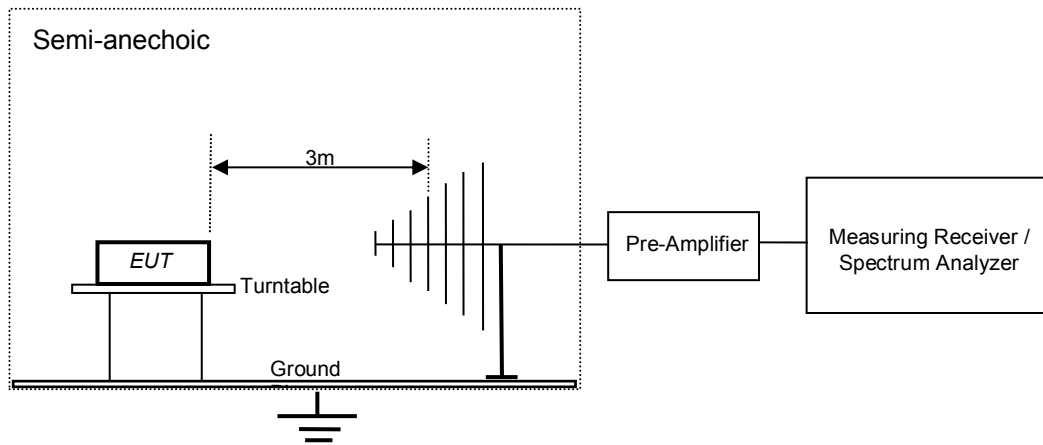 Semi-anechoic
3m
EUT
Turntable
Ground
Pre-Amplifier
Measuring Receiver /
Spectrum Analyzer